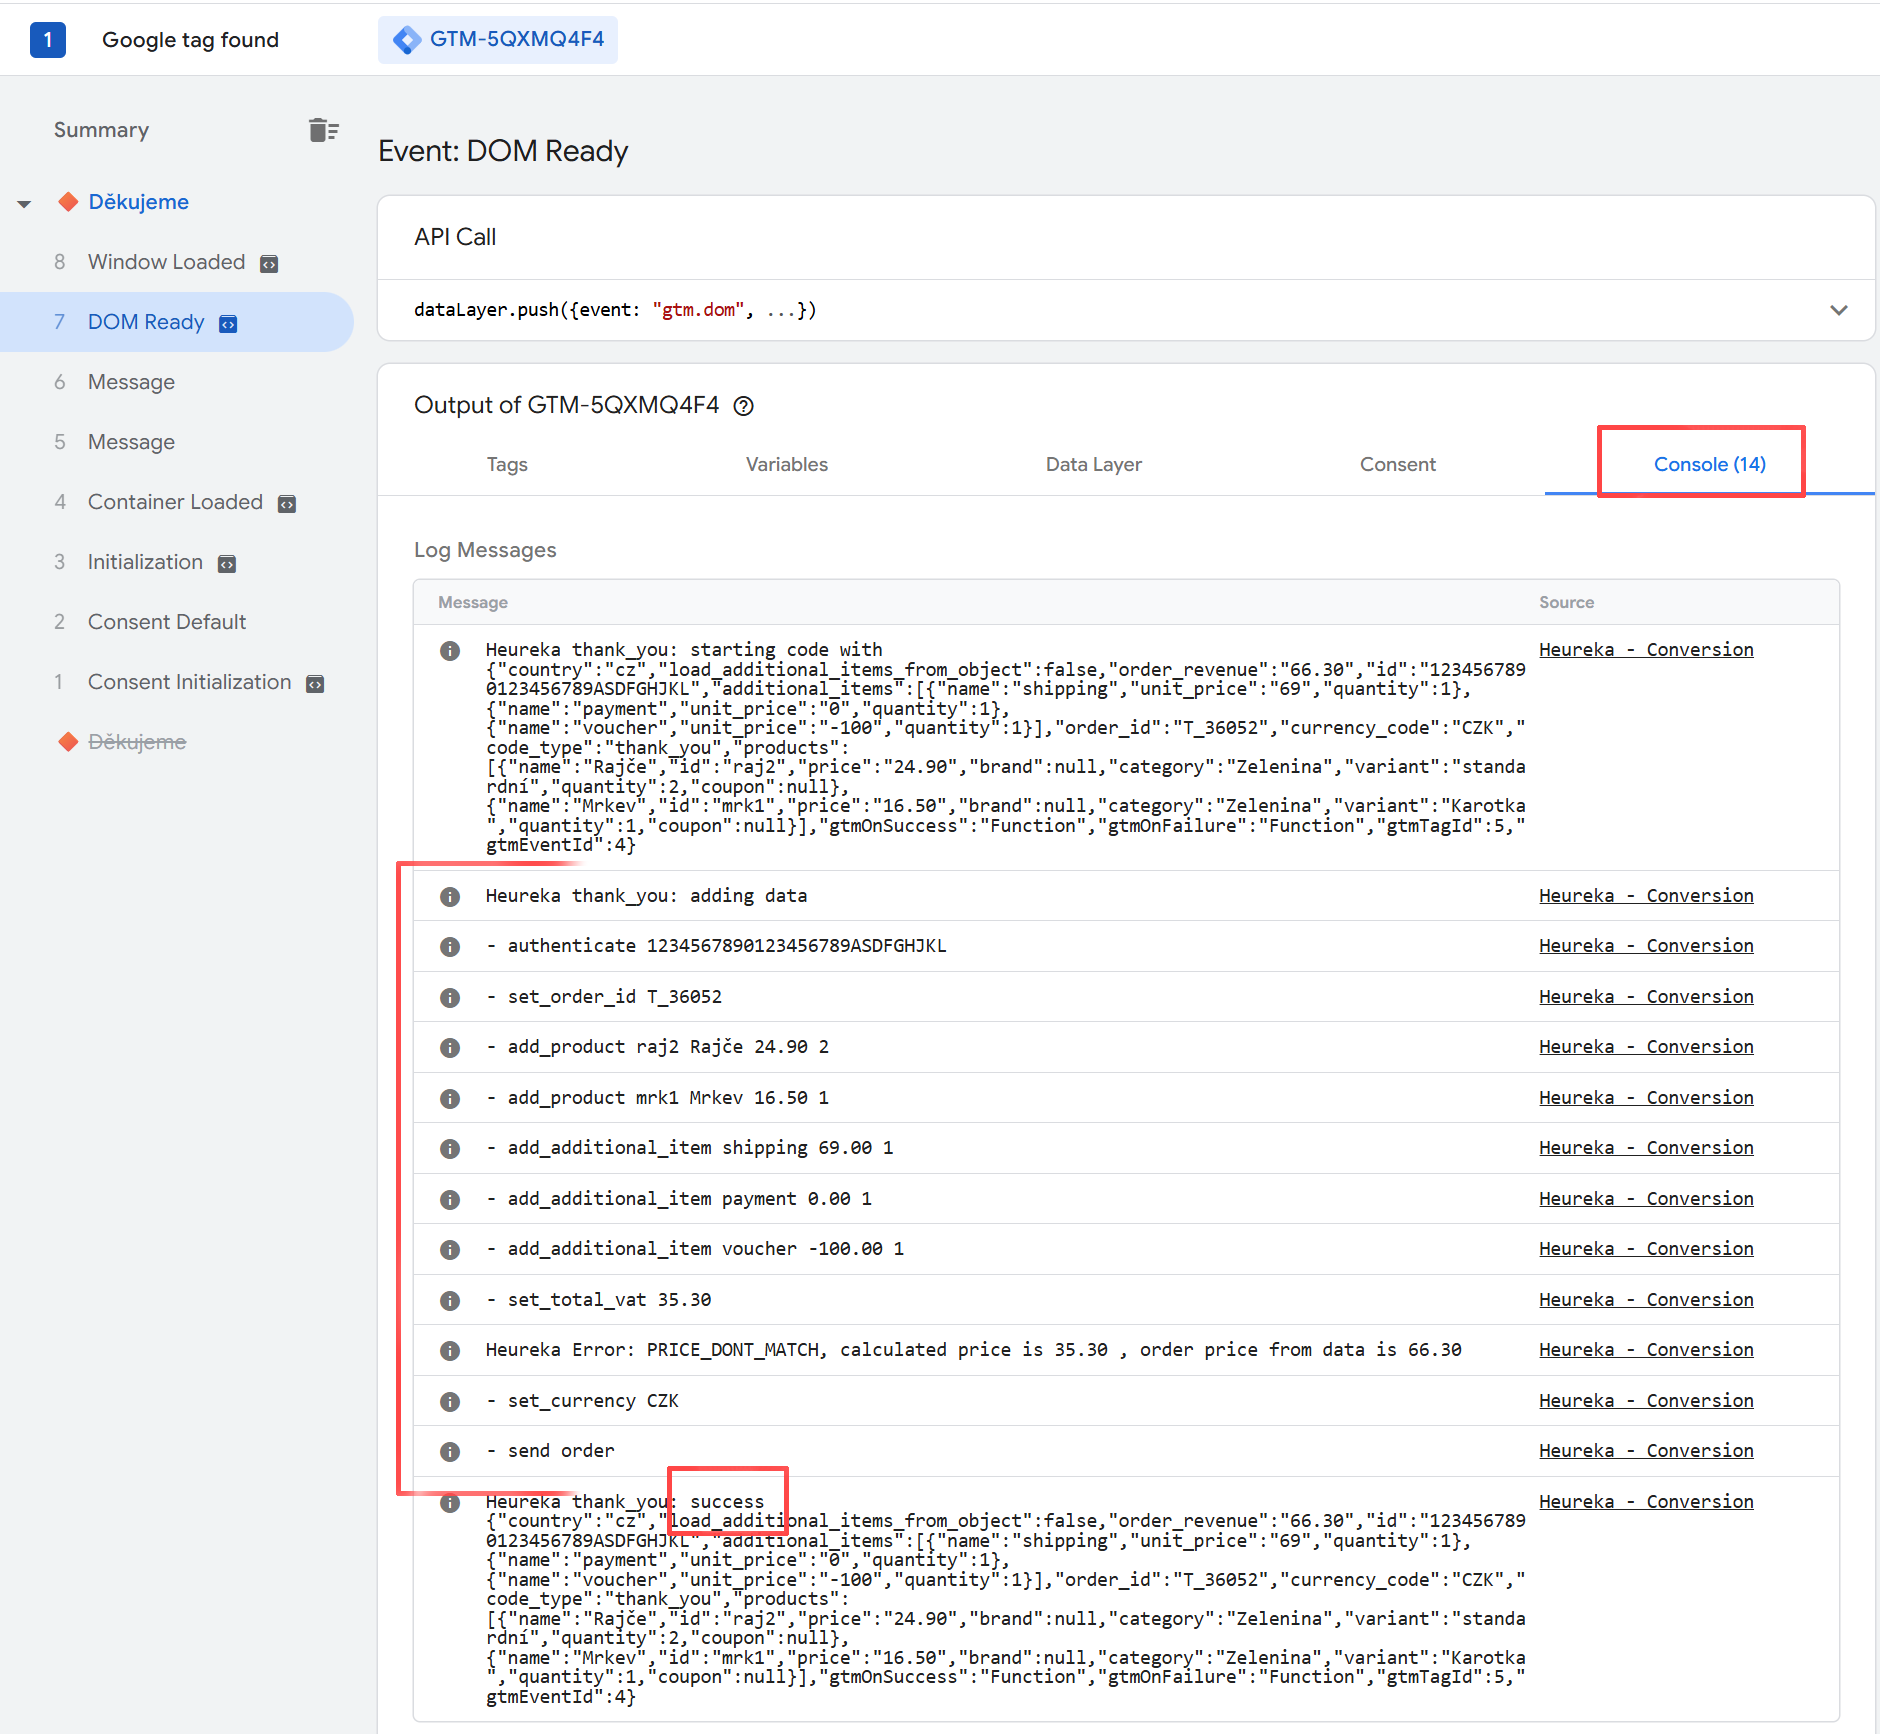 1 Google tag found GTM-5QXMQ4F4
Summary
Děkujeme
8 Window Loaded
7 DOM Ready
6 Message
5 Message
4 Container Loaded
3 Initialization
2 Consent Default
1 Consent Initialization
Děkujeme
Event: DOM Ready
API Call
dataLayer.push({event: "gtm.dom", ...})
Output of GTM-5QXMQ4F4
Tags Variables Data Layer Consent Console (14)
Log Messages
Message Source
Heureka thank_you: starting code with Heureka - Conversion
{"country":"cz","load_additional_items_from_object":false,"order_revenue":"66.30","id":"123456789
0123456789ASDFGHJKL","additional_items":[{"name":"shipping","unit_price":"69","quantity":1},
{"name":"payment","unit_price":"0","quantity":1},
{"name":"voucher","unit_price":"-100","quantity":1}],"order_id":"T_36052","currency_code":"CZK","
code_type":"thank_you","products":
[{"name":"Rajče","id":"raj2","price":"24.90","brand":null,"category":"Zelenina","variant":"standa
rdní","quantity":2,"coupon":null},
{"name":"Mrkev","id":"mrk1","price":"16.50","brand":null,"category":"Zelenina","variant":"Karotka
","quantity":1,"coupon":null}],"gtmOnSuccess":"Function","gtmOnFailure":"Function","gtmTagId":5,"
gtmEventId":4}
Heureka thank_you: adding data Heureka - Conversion
- authenticate 1234567890123456789ASDFGHJKL Heureka - Conversion
- set_order_id T_36052 Heureka - Conversion
- add_product raj2 Rajče 24.90 2 Heureka - Conversion
- add_product mrk1 Mrkev 16.50 1 Heureka - Conversion
- add_additional_item shipping 69.00 1 Heureka - Conversion
- add_additional_item payment 0.00 1 Heureka - Conversion
- add_additional_item voucher -100.00 1 Heureka - Conversion
- set_total_vat 35.30 Heureka - Conversion
Heureka Error: PRICE_DONT_MATCH, calculated price is 35.30 , order price from data is 66.30 Heureka - Conversion
- set_currency CZK Heureka - Conversion
- send order Heureka - Conversion
Heureka thank_you: success Heureka - Conversion
{"country":"cz","load_additional_items_from_object":false,"order_revenue":"66.30","id":"123456789
0123456789ASDFGHJKL","additional_items":[{"name":"shipping","unit_price":"69","quantity":1},
{"name":"payment","unit_price":"0","quantity":1},
{"name":"voucher","unit_price":"-100","quantity":1}],"order_id":"T_36052","currency_code":"CZK","
code_type":"thank_you","products":
[{"name":"Rajče","id":"raj2","price":"24.90","brand":null,"category":"Zelenina","variant":"standa
rdní","quantity":2,"coupon":null},
{"name":"Mrkev","id":"mrk1","price":"16.50","brand":null,"category":"Zelenina","variant":"Karotka
","quantity":1,"coupon":null}],"gtmOnSuccess":"Function","gtmOnFailure":"Function","gtmTagId":5,"
gtmEventId":4}